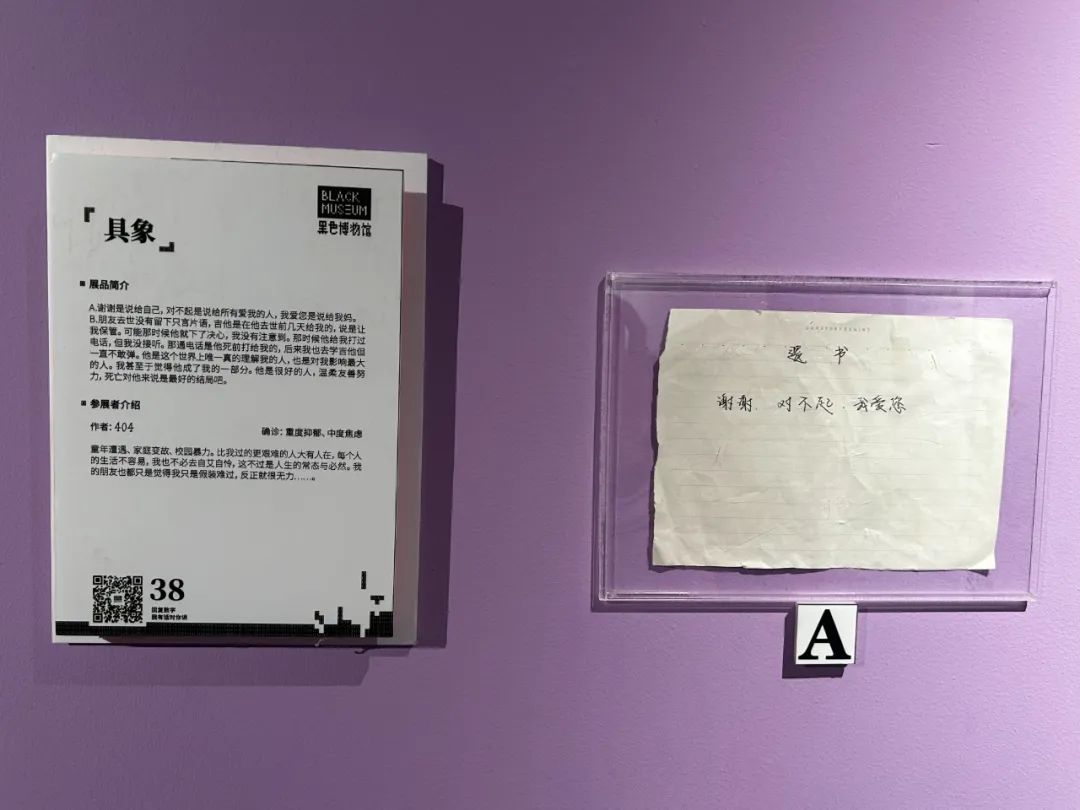 「具象」
BLACK
MUSEUM
黑色博物馆
展品简介
A.谢谢是说给自己，对不起是说给所有爱我的人，我爱您是说给我妈。
B.朋友去世没有留下只言片语，吉他是在他去世前几天给我的，说是让
我保管。可能那时候他就下了决心，我没有注意到。那时候他给我打过
电话，但我没接听。那通电话是他死前打给我的，后来我也去学吉他但
一直不敢弹。他是这个世界上唯一真的理解我的人，也是对我影响最大
的人。我甚至于觉得他成了我的一部分。他是很好的人，温柔友善努
力，死亡对他来说是最好的结局吧。
参展者介绍
作者：404
确诊：重度抑郁、中度焦虑
童年遭遇、家庭变故、校园暴力。比我过的更艰难的人大有人在，每个人
的生活不容易，我也不必去自艾自怜，这不过是人生的常态与必然。我
的朋友也都只是觉得我只是假装难过，反正就很无力……。
38
回复数字
我有话对你讲
遗 书
谢谢. 对不起. 我爱您
A